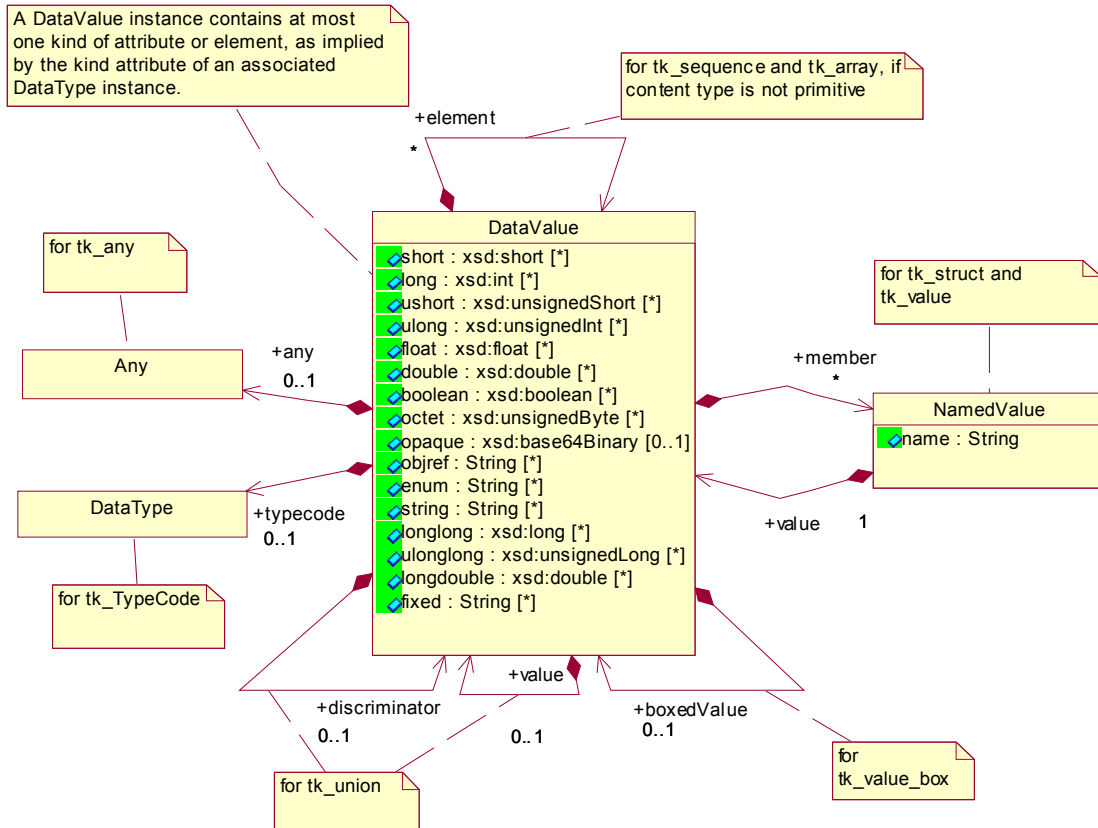 A DataValue instance contains at most
one kind of attribute or element, as implied
by the kind attribute of an associated
DataType instance.
for tk_sequence and tk_array, if
content type is not primitive
+element
*
DataValue
short : xsd:short [*]
long : xsd:int [*]
ushort : xsd:unsignedShort [*]
ulong : xsd:unsignedInt [*]
float : xsd:float [*]
double : xsd:double [*]
boolean : xsd:boolean [*]
octet : xsd:unsignedByte [*]
opaque : xsd:base64Binary [0..1]
objref : String [*]
enum : String [*]
string : String [*]
longlong : xsd:long [*]
ulonglong : xsd:unsignedLong [*]
longdouble : xsd:double [*]
fixed : String [*]
for tk_any
Any
+any
0..1
DataType
+typecode
0..1
for tk_TypeCode
for tk_struct and
tk_value
+member
*
NamedValue
name : String
+value
1
+discriminator
0..1
+value
0..1
+boxedValue
0..1
for tk_union
for
tk_value_box